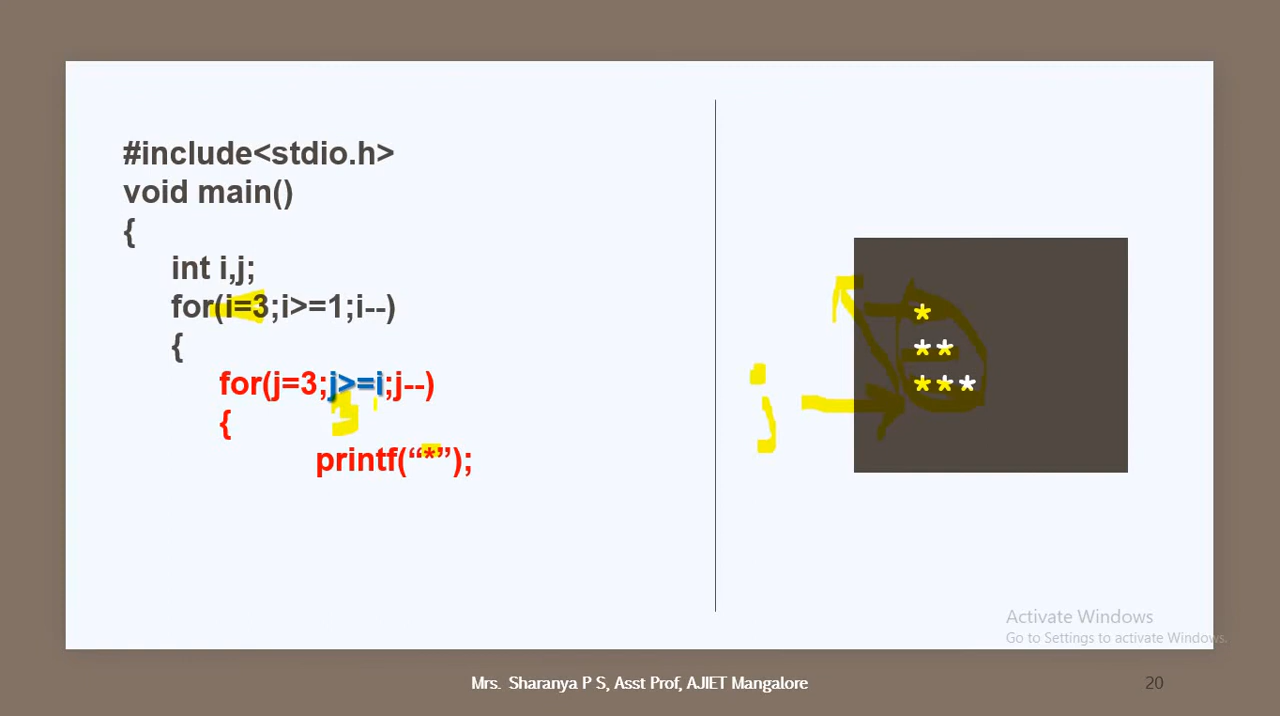 #include<stdio.h>
void main()
{
int i,j;
for(i=3;i>=1;i--)
{
for(j=3;j>=i;j--)
{
printf(“*”);
3
j
*
**
***
Activate Windows
Go to Settings to activate Windows.
Mrs. Sharanya P S, Asst Prof, AJIET Mangalore
20